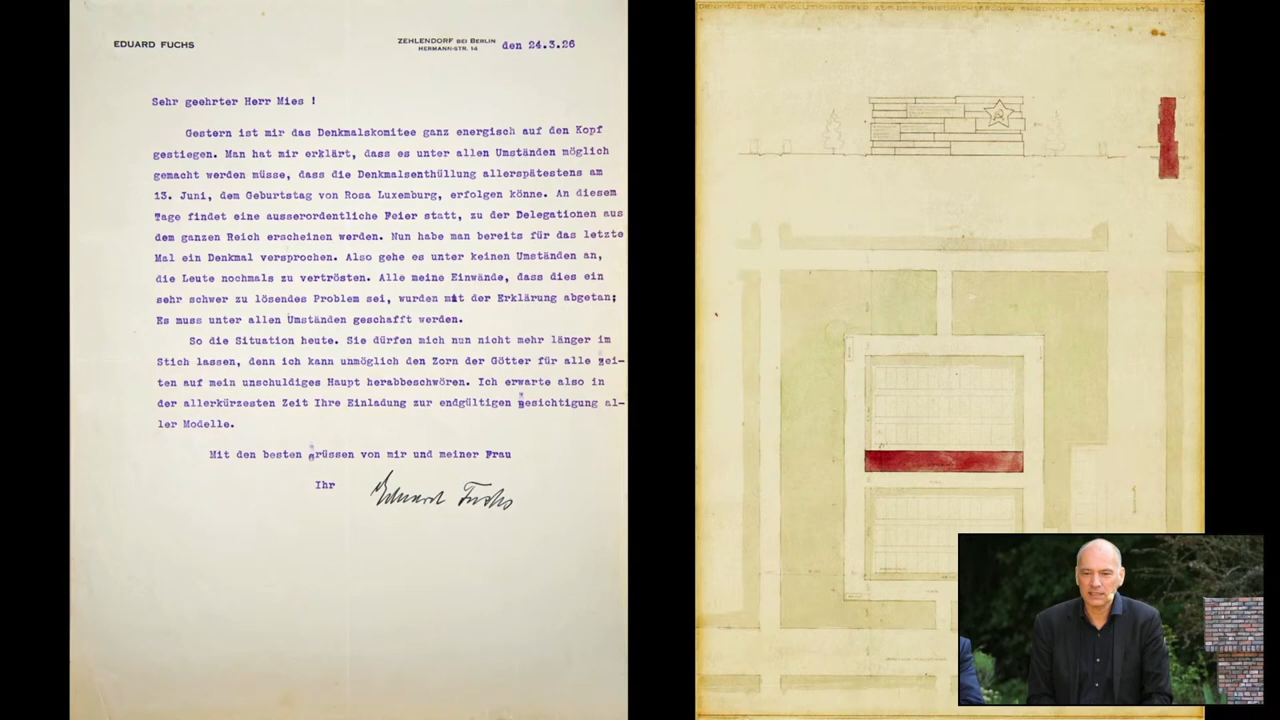 EDUARD FUCHS
ZEHLENDORF BEI BERLIN
HERMANN-STR. 14
den 24.3.26
Sehr geehrter Herr Mies !
Gestern ist mir das Denkmalskomitee ganz energisch auf den Kopf
gestiegen. Man hat mir erklärt, dass es unter allen Umständen möglich
gemacht werden müsse, dass die Denkmalsenthüllung allerspätestens am
13. Juni, dem Geburtstag von Rosa Luxemburg, erfolgen könne. An diesem
Tage findet eine ausserordentliche Feier statt, zu der Delegationen aus
dem ganzen Reich erscheinen werden. Nun habe man bereits für das letzte
Mal ein Denkmal versprochen. Also gehe es unter keinen Umständen an,
die Leute nochmals zu vertrösten. Alle meine Einwände, dass dies ein
sehr schwer zu lösendes Problem sei, wurden mit der Erklärung abgetan;
Es muss unter allen Umständen geschafft werden.
So die Situation heute. Sie dürfen mich nun nicht mehr länger im
Stich lassen, denn ich kann unmöglich den Zorn der Götter für alle Zei-
ten auf mein unschuldiges Haupt herabbeschwören. Ich erwarte also in
der allerkürzesten Zeit Ihre Einladung zur endgültigen Besichtigung al-
ler Modelle.
Mit den besten Grüssen von mir und meiner Frau
Ihr
Eduard Fuchs
DENKMAL DER REVOLUTIONSOPFER AUF DEM